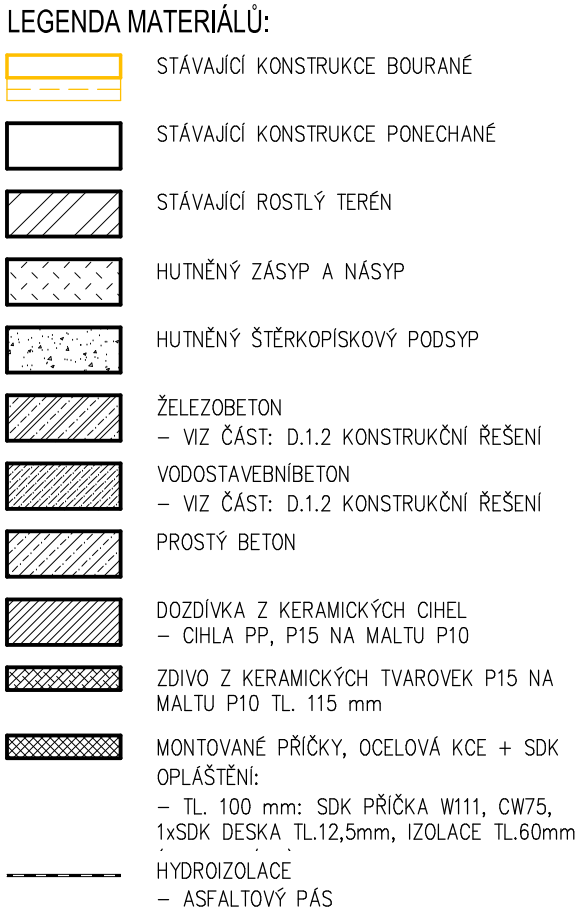 LEGENDA MATERIÁLŮ:
STÁVAJÍCÍ KONSTRUKCE BOURANÉ
STÁVAJÍCÍ KONSTRUKCE PONECHANÉ
STÁVAJÍCÍ ROSTLÝ TERÉN
HUTNĚNÝ ZÁSYP A NÁSYP
HUTNĚNÝ ŠTĚRKOPÍSKOVÝ PODSYP
ŽELEZOBETON
– VIZ ČÁST: D.1.2 KONSTRUKČNÍ ŘEŠENÍ
VODOSTAVEBNÍBETON
– VIZ ČÁST: D.1.2 KONSTRUKČNÍ ŘEŠENÍ
PROSTÝ BETON
DOZDÍVKA Z KERAMICKÝCH CIHEL
– CIHLA PP, P15 NA MALTU P10
ZDIVO Z KERAMICKÝCH TVAROVEK P15 NA
MALTU P10 TL. 115 mm
MONTOVANÉ PŘÍČKY, OCELOVÁ KCE + SDK
OPLÁŠTĚNÍ:
– TL. 100 mm: SDK PŘÍČKA W111, CW75,
1xSDK DESKA TL.12,5mm, IZOLACE TL.60mm
HYDROIZOLACE
– ASFALTOVÝ PÁS